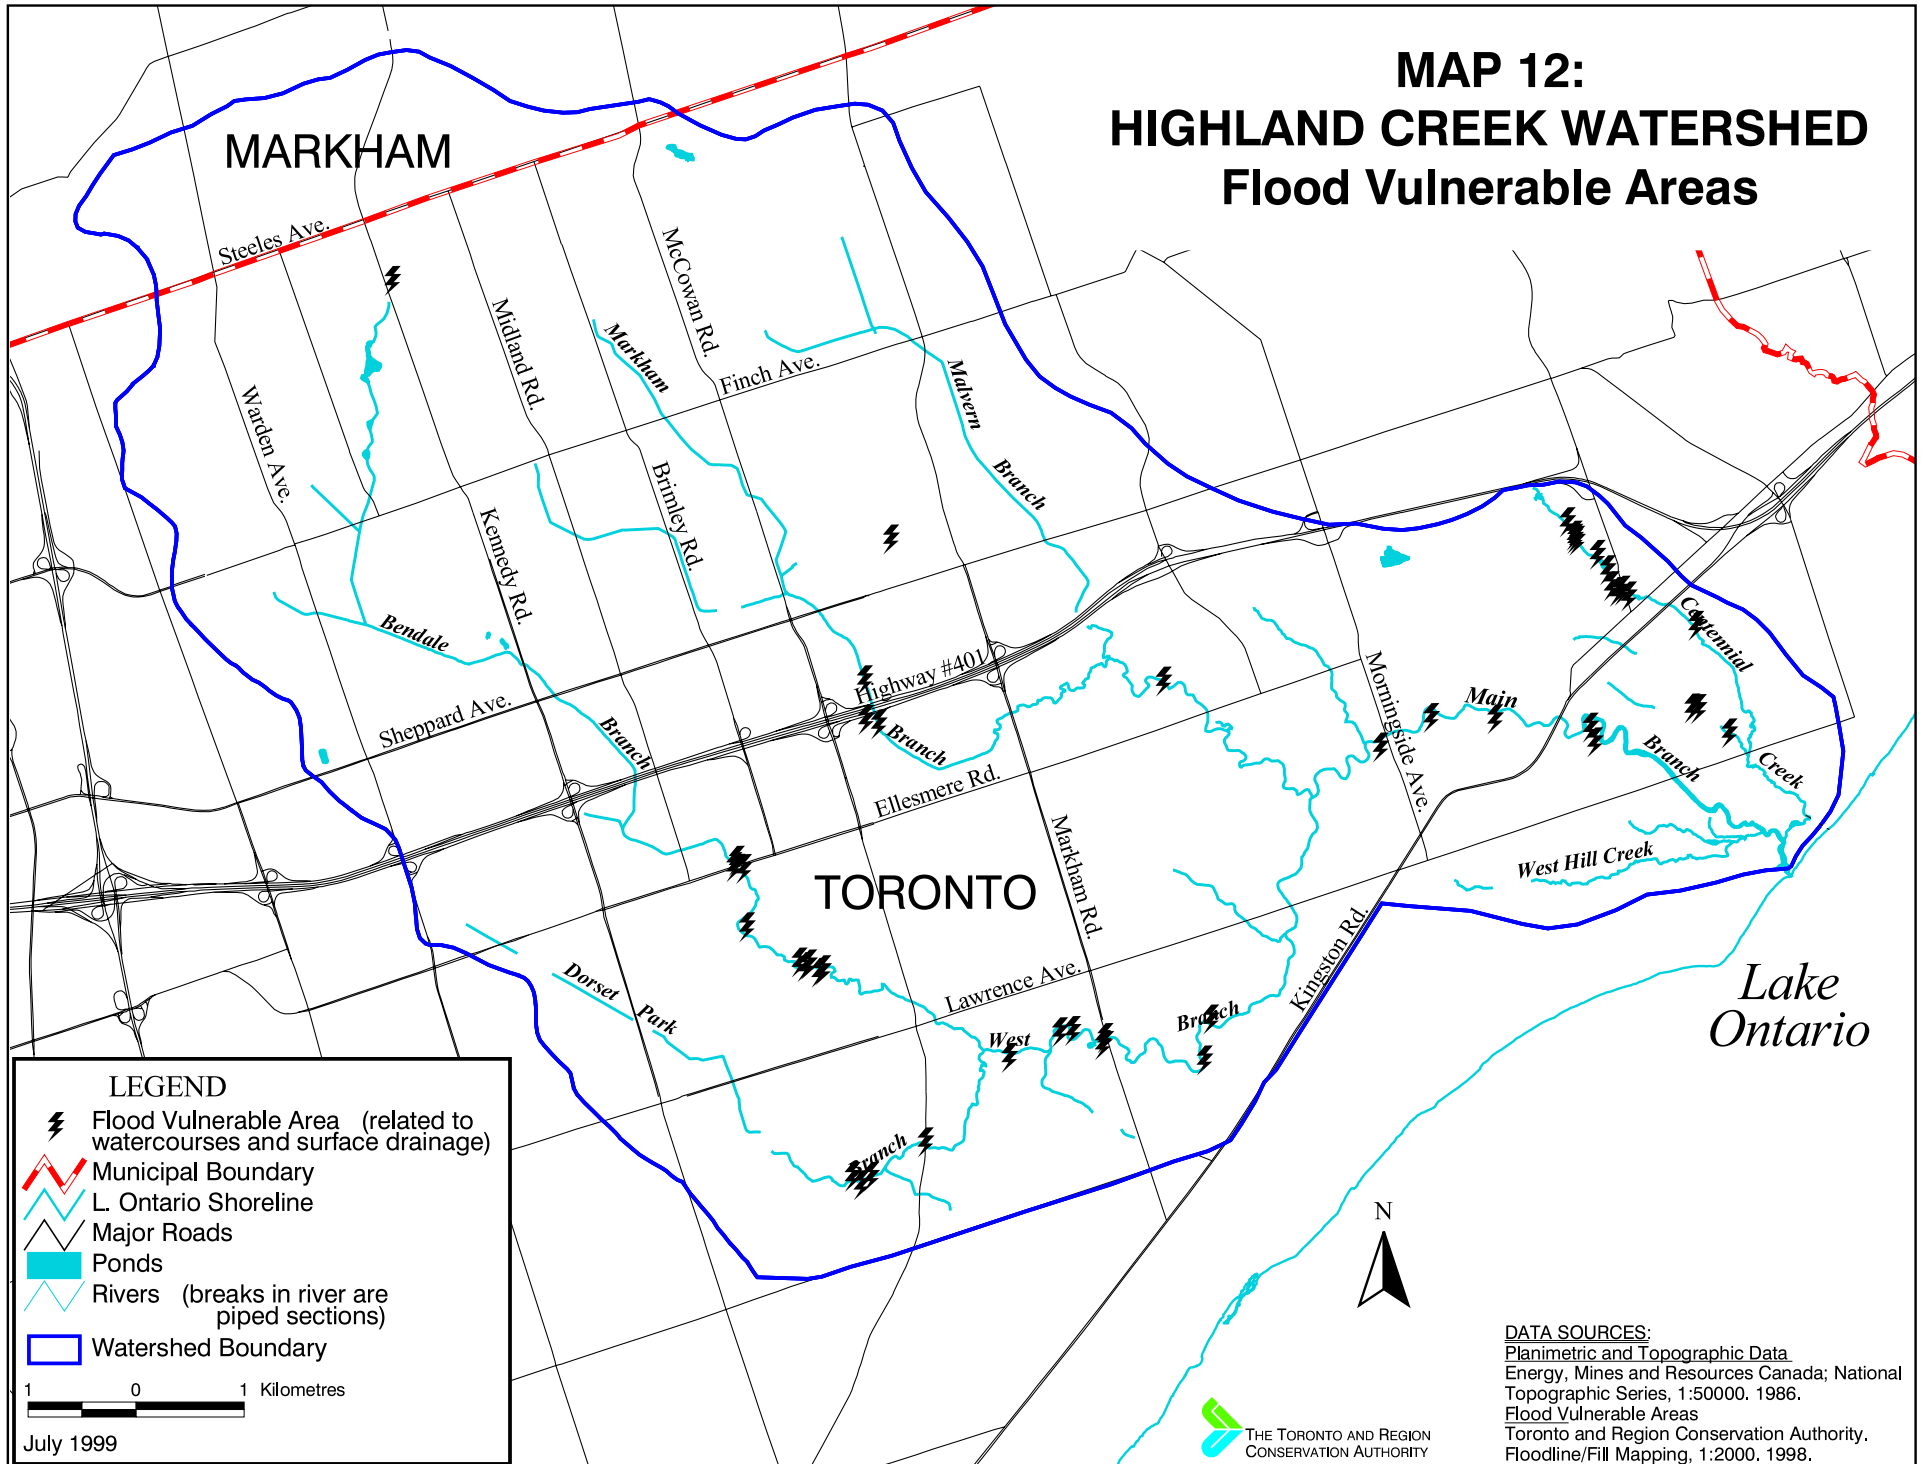 MAP 12:
HIGHLAND CREEK WATERSHED
Flood Vulnerable Areas
MARKHAM
Steeles Ave.
McCowan Rd.
Midland Rd.
Markham
Finch Ave.
Malvern
Branch
Warden Ave.
Brimley Rd.
Kennedy Rd.
Bendale
Branch
Sheppard Ave.
Highway #401
Branch
Ellesmere Rd.
Morningside Ave.
Main
Branch
Centennial
Creek
West Hill Creek
TORONTO
Markham Rd.
Lawrence Ave.
Kingston Rd.
Dorset
Park
Branch
West
Branch
Lake
Ontario
LEGEND
Flood Vulnerable Area (related to
watercourses and surface drainage)
Municipal Boundary
L. Ontario Shoreline
Major Roads
Ponds
Rivers (breaks in river are
piped sections)
Watershed Boundary
1 0 1 Kilometres
July 1999
N
THE TORONTO AND REGION
CONSERVATION AUTHORITY
DATA SOURCES:
Planimetric and Topographic Data
Energy, Mines and Resources Canada; National
Topographic Series, 1:50000. 1986.
Flood Vulnerable Areas
Toronto and Region Conservation Authority.
Floodline/Fill Mapping, 1:2000. 1998.